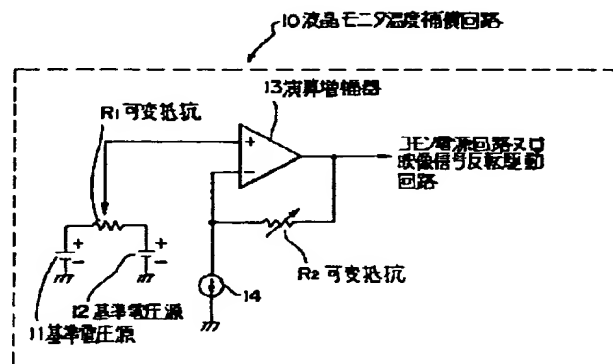 10液晶モニタ温度補償回路
13演算増幅器
R1可変抵抗
+
−
コモン電源回路又は
映像信号反転駆動
回路
R2可変抵抗
+
+
14
12基準電圧源
11基準電圧源